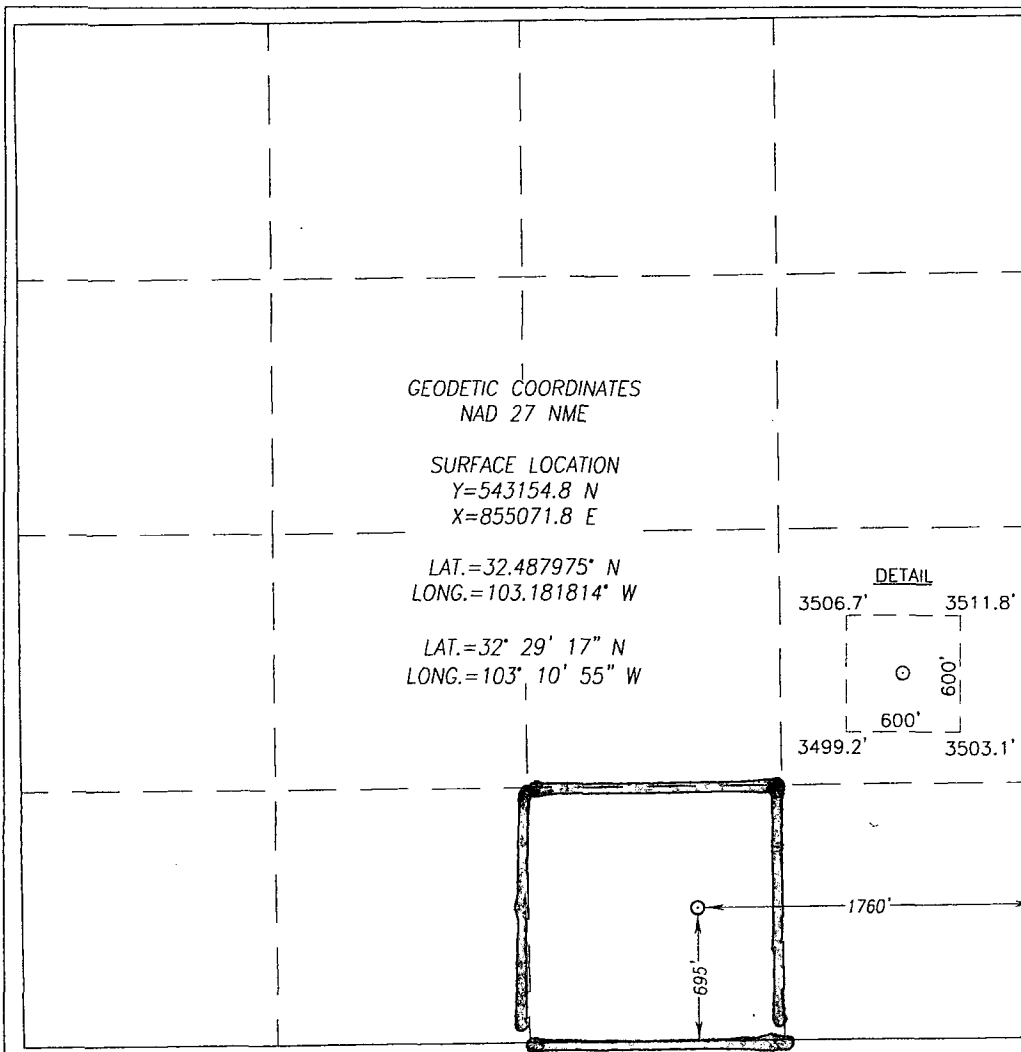 GEODETIC COORDINATES
NAD 27 NME
SURFACE LOCATION
Y=543154.8 N
X=855071.8 E
LAT.=32.487975° N
LONG.=103.181814° W
LAT.=32° 29' 17" N
LONG.=103° 10' 55" W
DETAIL
3506.7' 3511.8'
600'
600'
3499.2' 3503.1'
1760'
695'